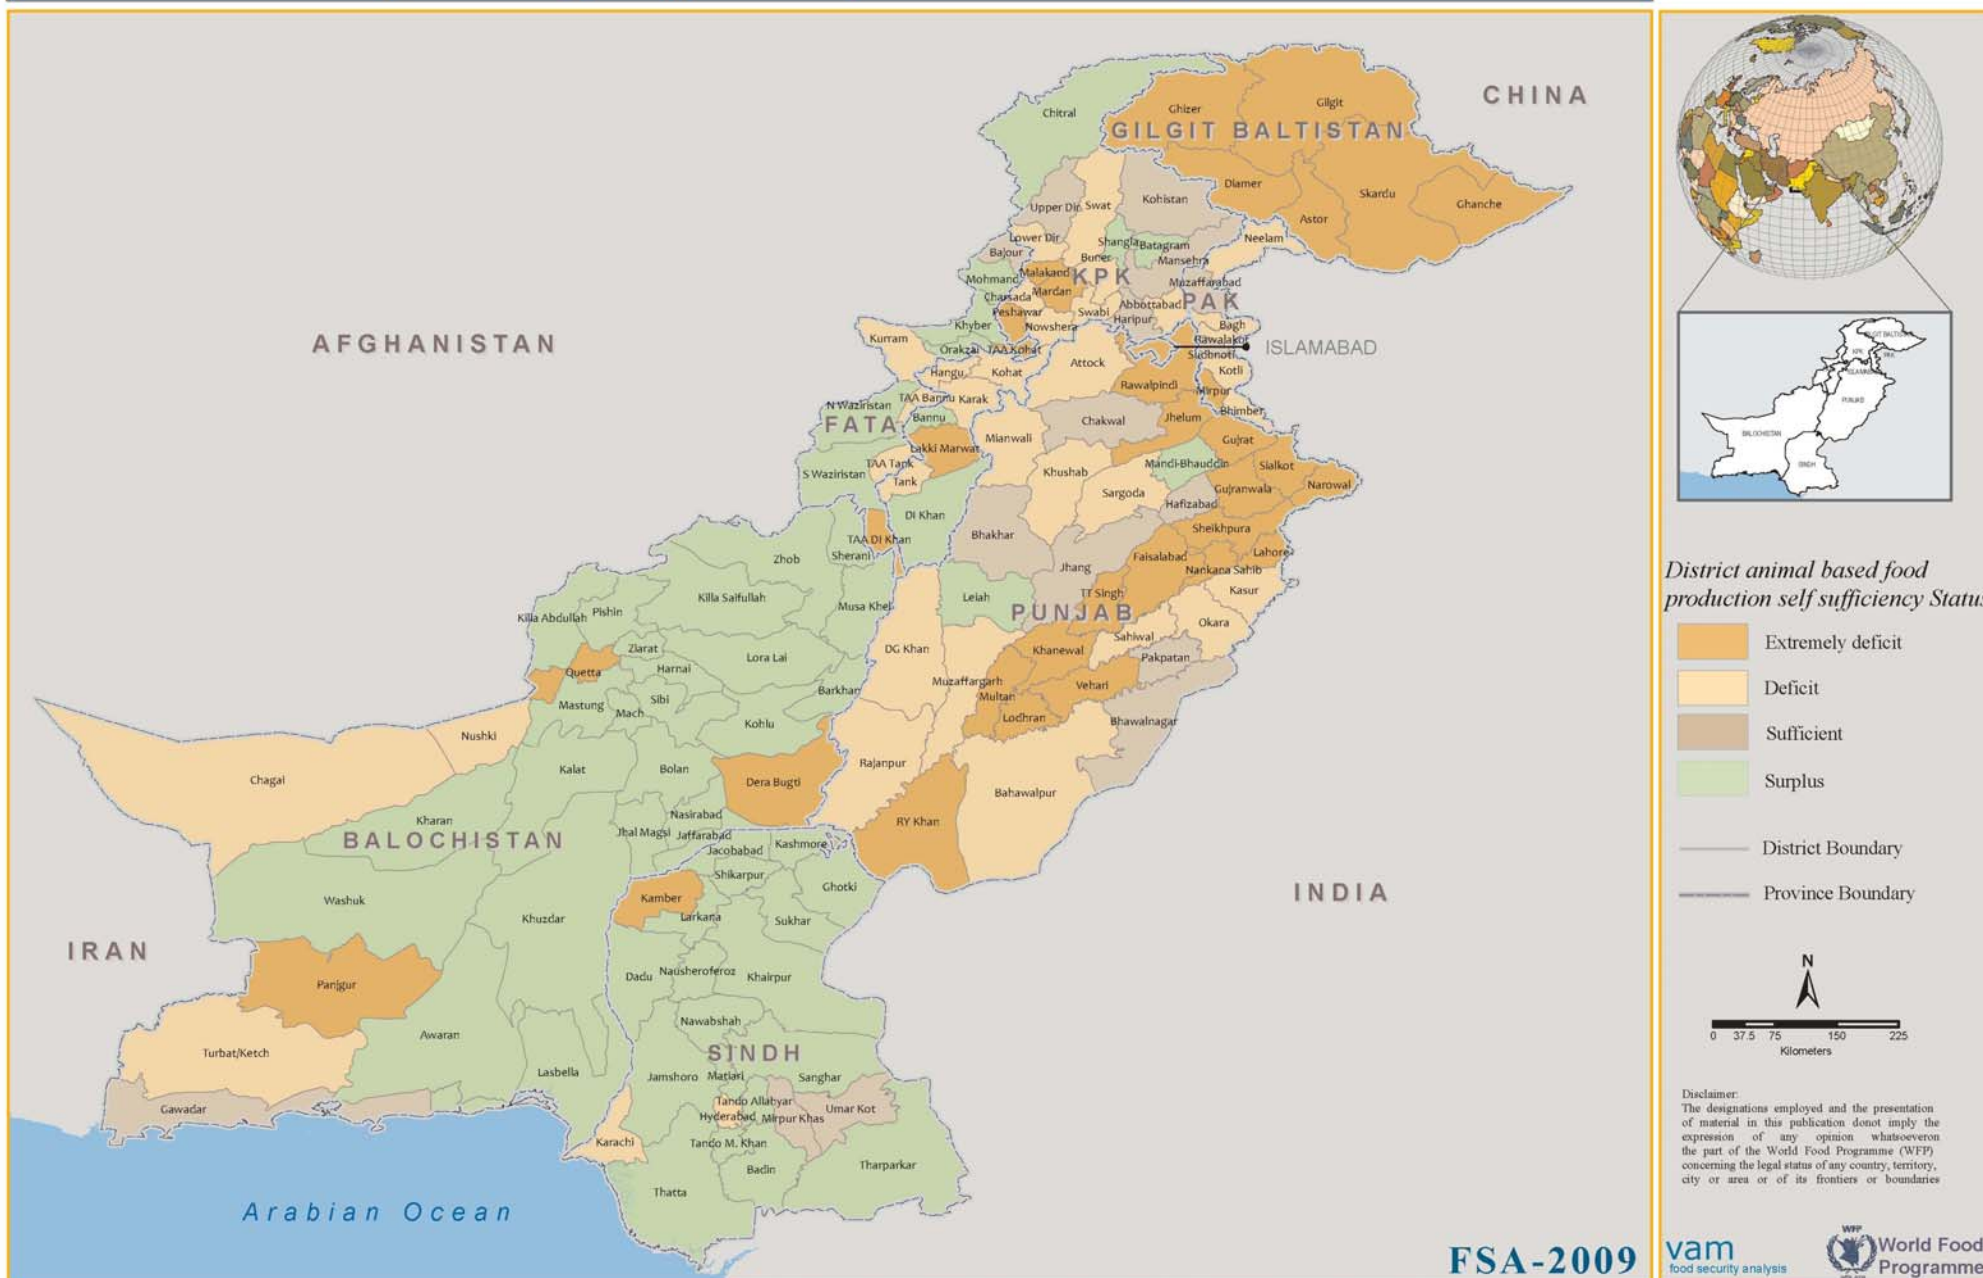 CHINA
Chitral
Ghizer
Gilgit
GILGIT BALTISTAN
Diamer
Skardu
Ghanche
Astor
Kohistan
Upper Dir
Swat
Neelam
Lower Dir
Shangla
Batagram
Bajour
Buner
Mansehra
Mohmand
Malakand
KPK
Muzaffarabad
Charsada
Mardan
Abbottabad
PAK
Peshawar
Swabi
Haripur
Khyber
Nowshera
Bagh
Kurram
Rawalakot
AFGHANISTAN
Orakzai
TAA Kohat
Sudbnoti
ISLAMABAD
Attock
Hangu
Kohat
Kotli
Rawalpindi
Mirpur
TAA Bannu
Karak
N Waziristan
Bannu
Chakwal
Jhelum
Bhimber
FATA
Mianwali
Gujrat
Lakki Marwat
TAA Tank
Mandi-Bhauddin
Sialkot
S Waziristan
Khushab
Tank
Sargoda
Gujranwala
Narowal
Hafizabad
DI Khan
Bhakhar
Sheikhpura
TAA DI Khan
Sherani
Zhob
Faisalabad
Lahore
Jhang
Nankana Sahib
Killa Saifullah
Musa Khel
Leiah
TT Singh
Kasur
Killa Abdullah
Pishin
PUNJAB
Okara
Sahiwal
Ziarat
Lora Lai
DG Khan
Khanewal
Pakpatan
Quetta
Harnai
Muzaffargarh
Vehari
Barkhan
Multan
Mastung
Mach
Sibi
Lodhran
Kohlu
Bhawalnagar
Nushki
Chagai
Kalat
Bolan
Dera Bugti
Rajanpur
Bahawalpur
Kharan
Nasirabad
RY Khan
BALOCHISTAN
Jhal Magsi
Jaffarabad
Jacobabad
Kashmore
Shikarpur
Ghotki
INDIA
Washuk
Kamber
Khuzdar
Larkana
Sukhar
IRAN
Panjgur
Dadu
Nausheroferoz
Khairpur
Nawabshah
Awaran
Turbat/Ketch
SINDH
Lasbella
Jamshoro
Matiari
Sanghar
Gawadar
Tando Allahyar
Umar Kot
Hyderabad
Mirpur Khas
Karachi
Tando M. Khan
Badin
Tharparkar
Thatta
Arabian Ocean
FSA-2009
GILGIT BALTIST
KPK
PAK
ISLAMABAD
PUNJAB
BALOCHISTAN
SINDH
District animal based food
production self sufficiency Status
Extremely deficit
Deficit
Sufficient
Surplus
District Boundary
Province Boundary
N
0 37.5 75 150 225
Kilometers
Disclaimer:
The designations employed and the presentation
of material in this publication donot imply the
expression of any opinion whatsoeveron
the part of the World Food Programme (WFP)
concerning the legal status of any country, territory,
city or area or of its frontiers or boundaries
vam
food security analysis
WFP
World Food
Programme